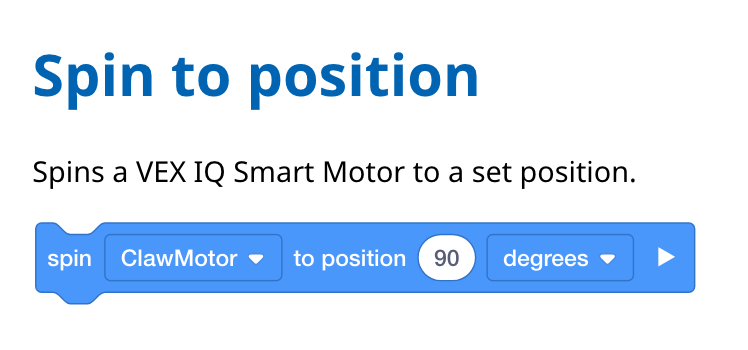 Spin to position
Spins a VEX IQ Smart Motor to a set position.
spin ClawMotor to position 90 degrees